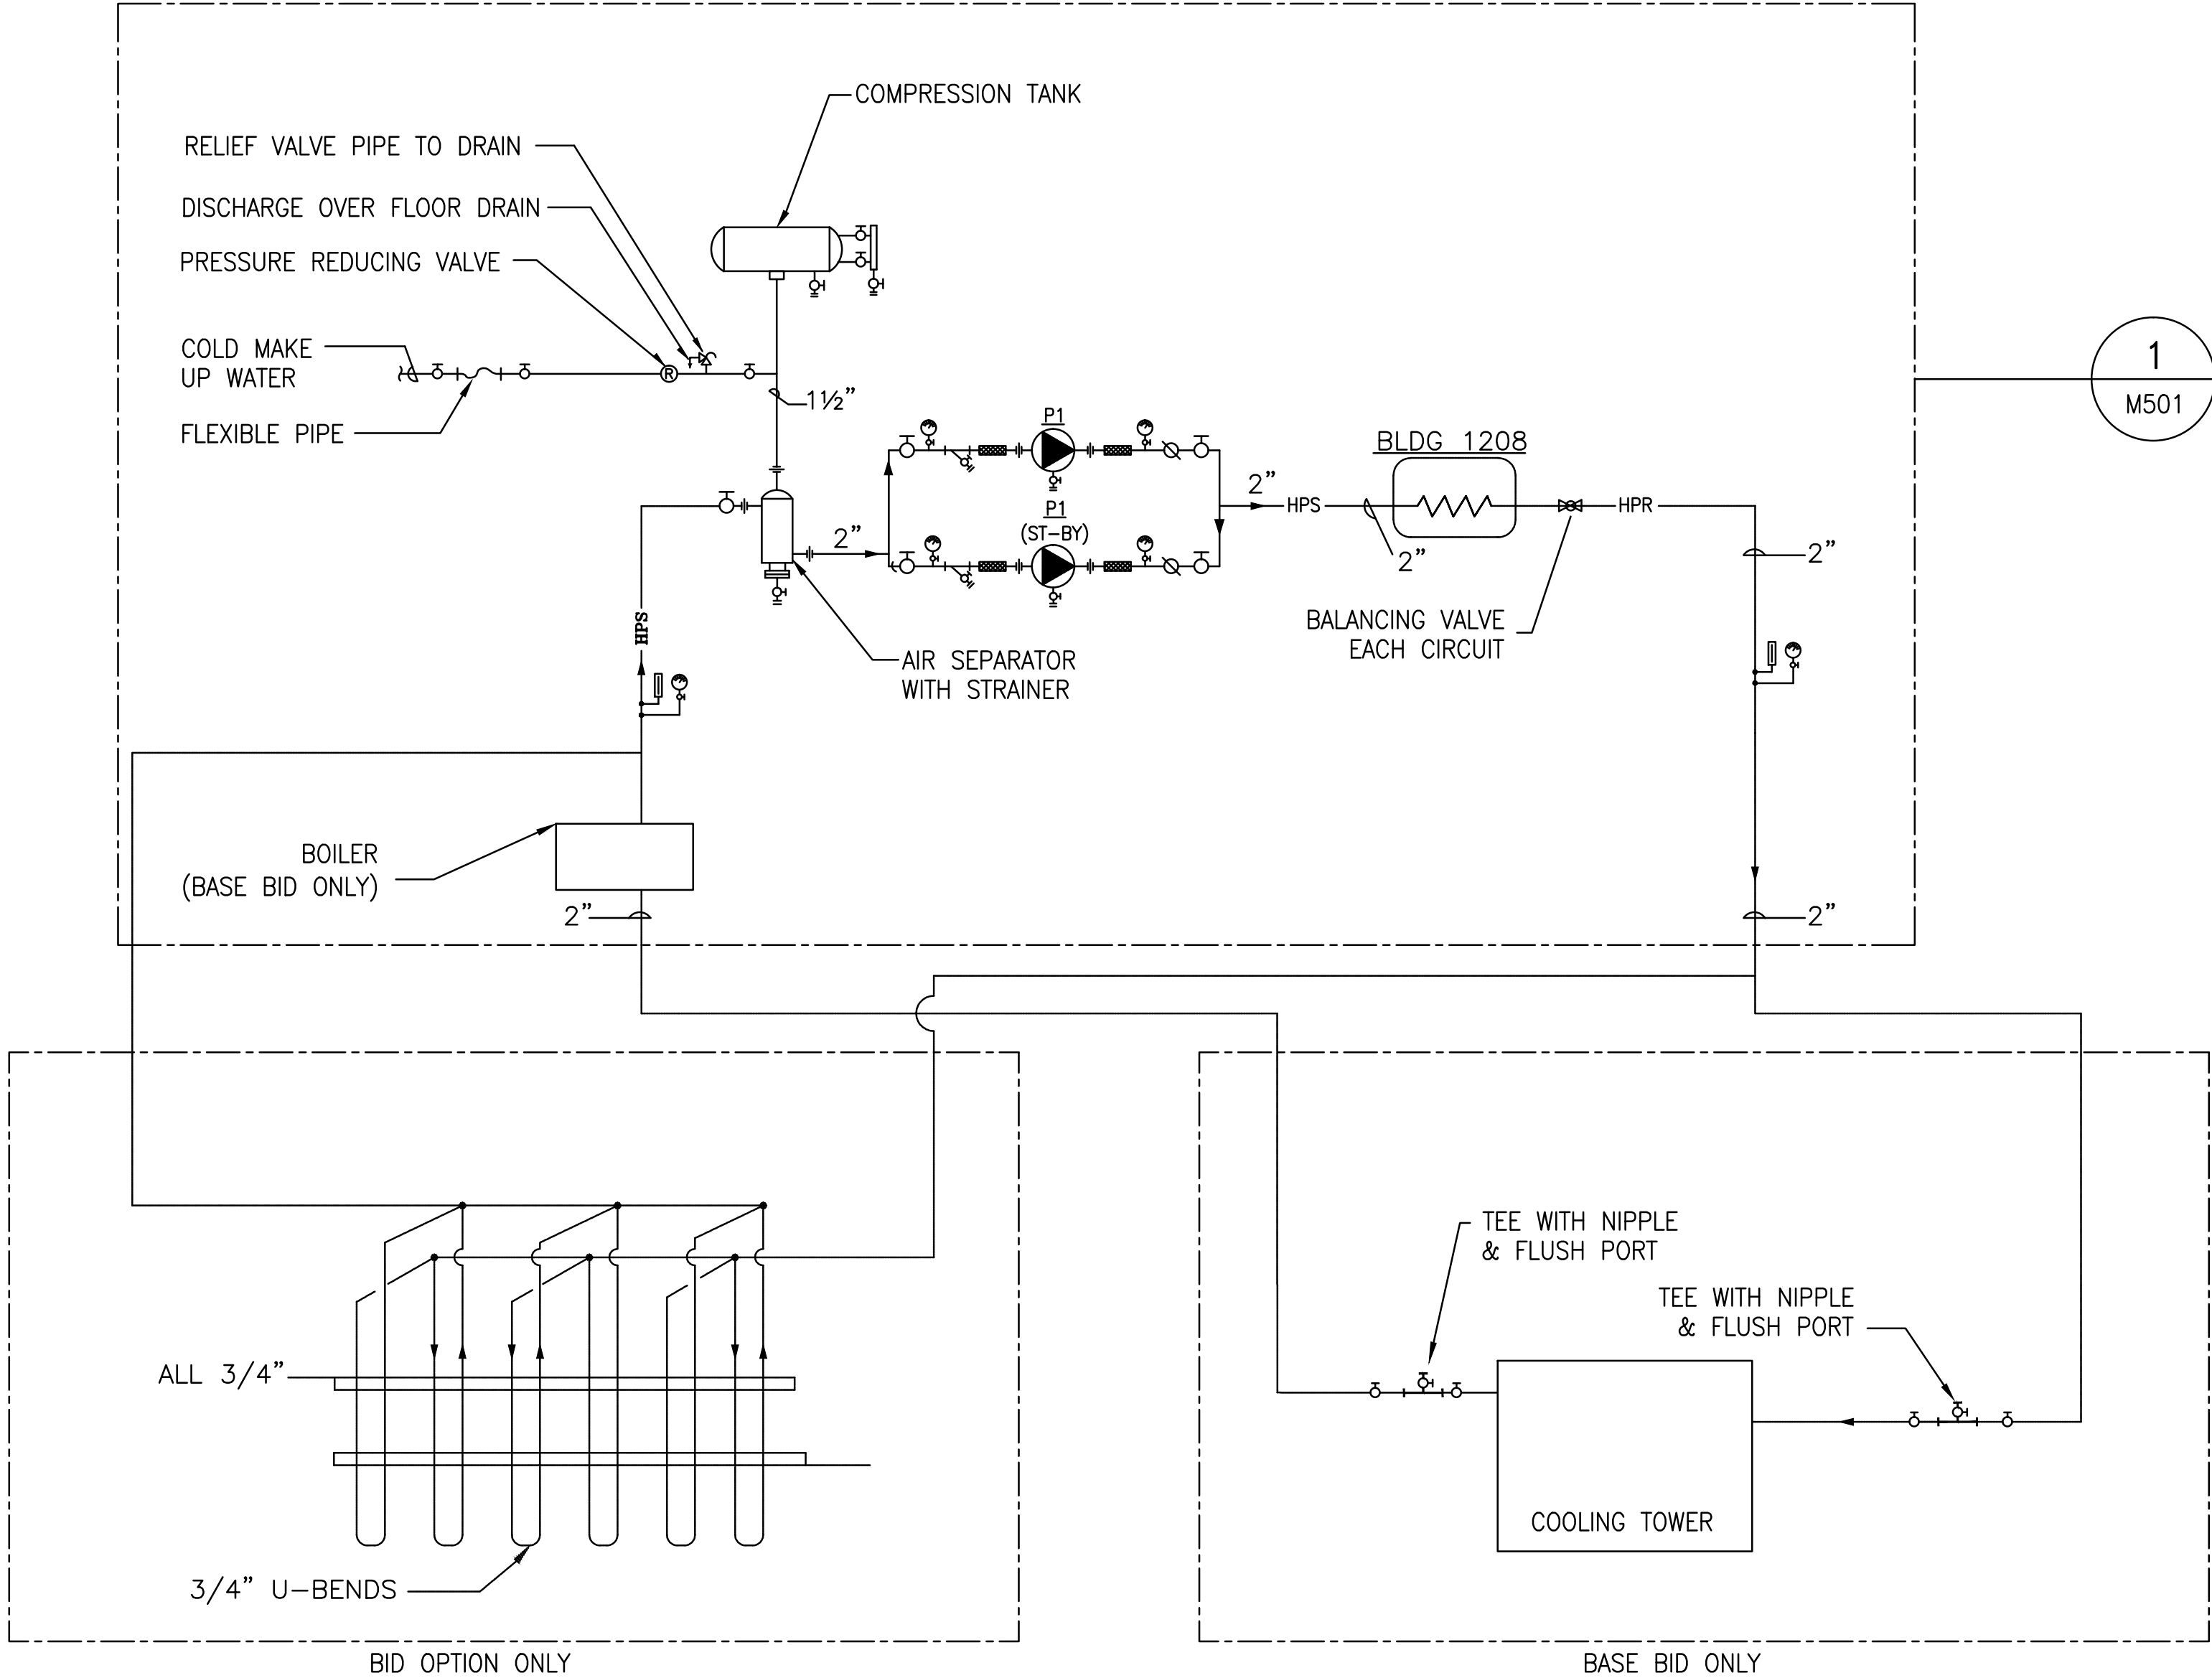 COMPRESSION TANK
RELIEF VALVE PIPE TO DRAIN
DISCHARGE OVER FLOOR DRAIN
PRESSURE REDUCING VALVE
COLD MAKE
UP WATER
FLEXIBLE PIPE
R
1½"
1
M501
P1
P1
(ST-BY)
2"
2"
HPS
BLDG 1208
2"
HPR
2"
BALANCING VALVE
EACH CIRCUIT
HPS
AIR SEPARATOR
WITH STRAINER
BOILER
(BASE BID ONLY)
2"
2"
ALL 3/4"
3/4" U-BENDS
BID OPTION ONLY
TEE WITH NIPPLE
& FLUSH PORT
TEE WITH NIPPLE
& FLUSH PORT
COOLING TOWER
BASE BID ONLY